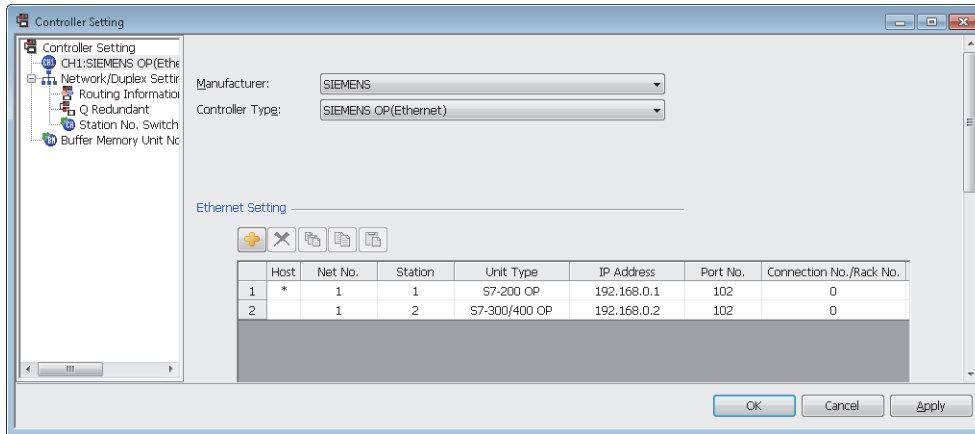 Controller Setting
Controller Setting
CH1:SIEMENS OP(Ethe
Network/Duplex Settir
Routing Informatior
Q Redundant
Station No. Switch
Buffer Memory Unit No
Manufacturer: SIEMENS
Controller Type: SIEMENS OP(Ethernet)
Ethernet Setting
Host Net No. Station Unit Type IP Address Port No. Connection No./Rack No.
1 * 1 1 S7-200 OP 192.168.0.1 102 0
2 1 2 S7-300/400 OP 192.168.0.2 102 0
OK Cancel Apply